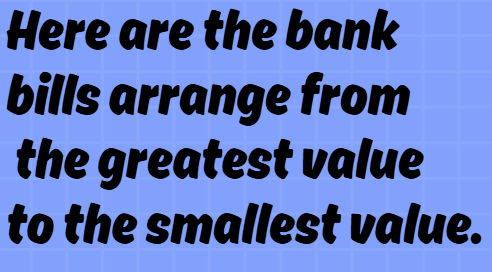 Here are the bank
bills arrange from
the greatest value
to the smallest value.